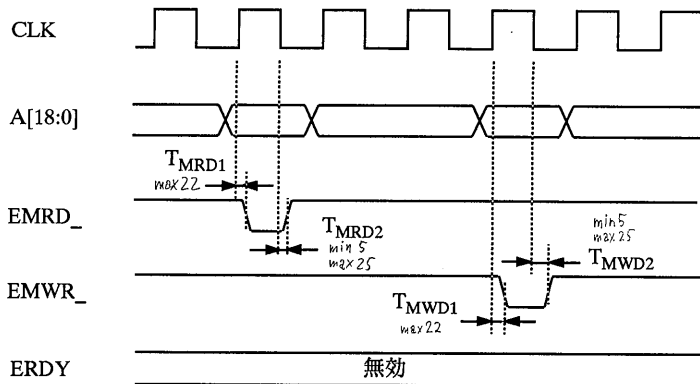 CLK
A[18:0]
TMRD1
max 22
EMRD_
TMRD2
min 5
max 25
min 5
max 25
TMWD2
EMWR_
TMWD1
max 22
ERDY
無効